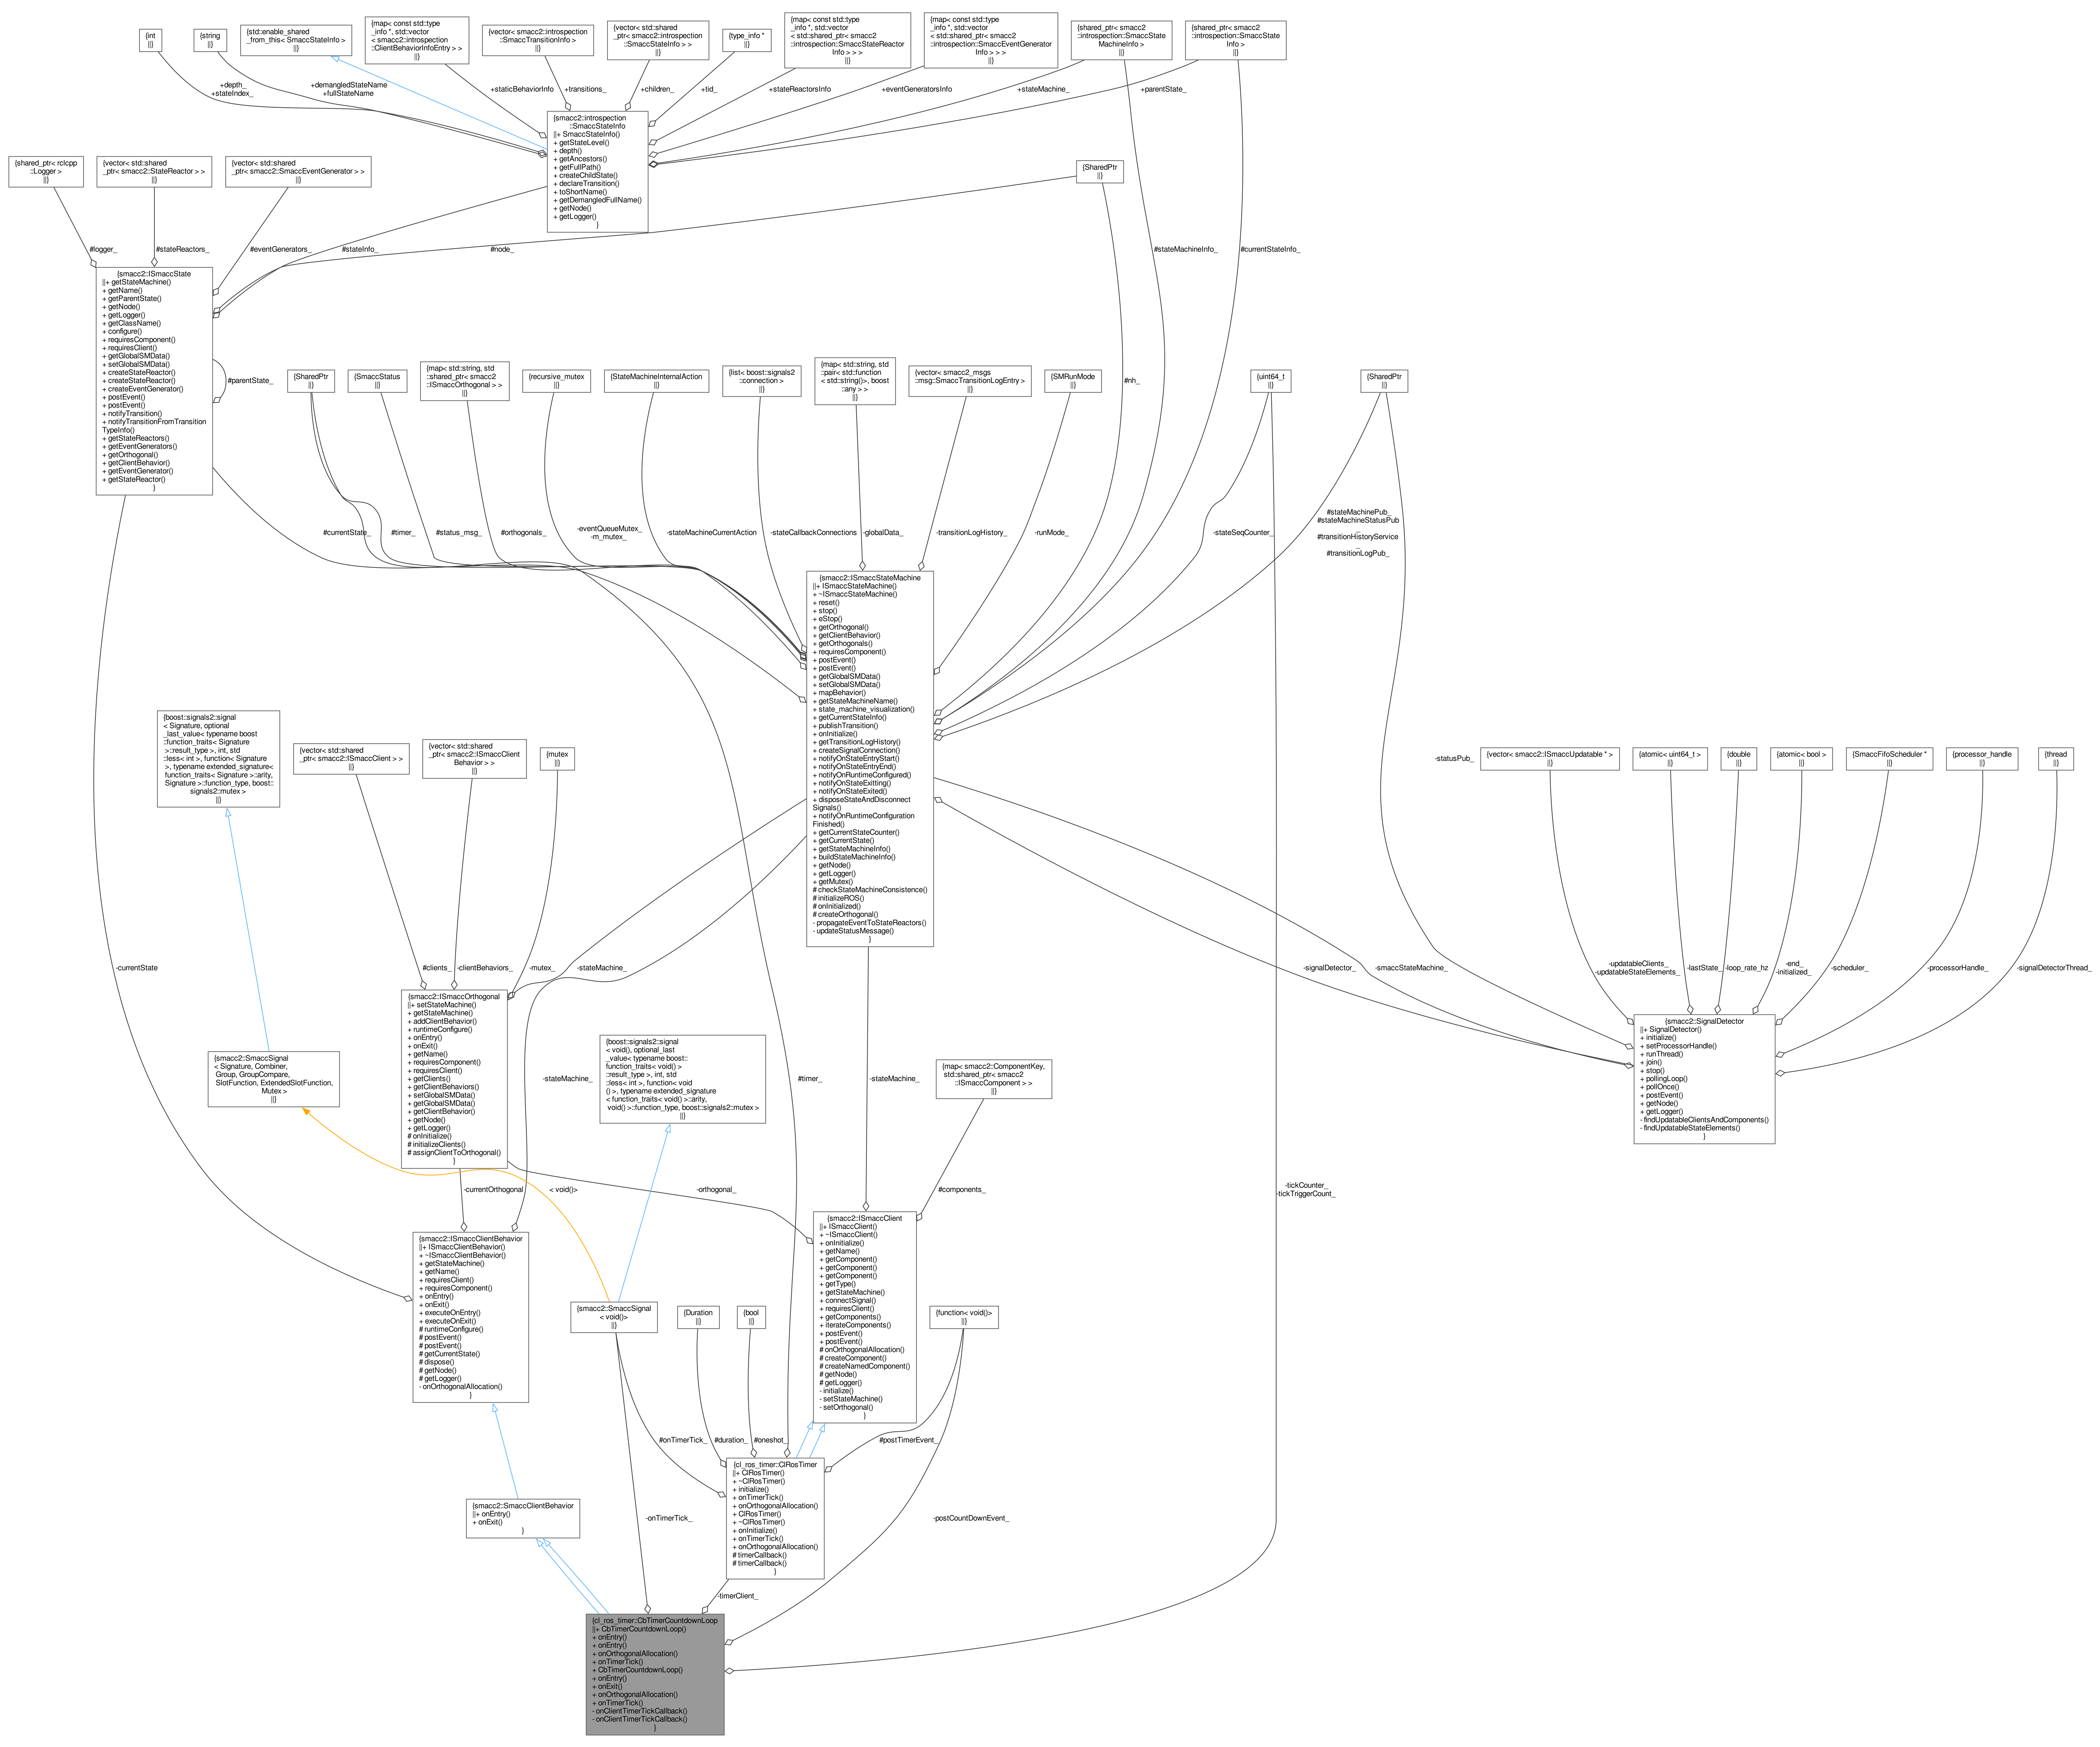 {int
||}
{string
||}
{std::enable_shared
_from_this< SmaccStateInfo >
||}
{map< const std::type
_info *, std::vector
< smacc2::introspection
::ClientBehaviorInfoEntry > >
||}
{vector< smacc2::introspection
::SmaccTransitionInfo >
||}
{vector< std::shared
_ptr< smacc2::introspection
::SmaccStateInfo > >
||}
{type_info *
||}
{map< const std::type
_info *, std::vector
< std::shared_ptr< smacc2
::introspection::SmaccStateReactor
Info > > >
||}
{map< const std::type
_info *, std::vector
< std::shared_ptr< smacc2
::introspection::SmaccEventGenerator
Info > > >
||}
{shared_ptr< smacc2
::introspection::SmaccState
MachineInfo >
||}
{shared_ptr< smacc2
::introspection::SmaccState
Info >
||}
+depth_
+stateIndex_
+demangledStateName
+fullStateName
+staticBehaviorInfo
+transitions_
+children_
+tid_
+stateReactorsInfo
+eventGeneratorsInfo
+stateMachine_
+parentState_
{smacc2::introspection
::SmaccStateInfo
||+ SmaccStateInfo()
+ getStateLevel()
+ depth()
+ getAncestors()
+ getFullPath()
+ createChildState()
+ declareTransition()
+ toShortName()
+ getDemangledFullName()
+ getNode()
+ getLogger()
}
{shared_ptr< rclcpp
::Logger >
||}
{vector< std::shared
_ptr< smacc2::StateReactor > >
||}
{vector< std::shared
_ptr< smacc2::SmaccEventGenerator > >
||}
{SharedPtr
||}
#logger_
#stateReactors_
#eventGenerators_
#stateInfo_
#node_
#stateMachineInfo_
#currentStateInfo_
{smacc2::ISmaccState
||+ getStateMachine()
+ getName()
+ getParentState()
+ getNode()
+ getLogger()
+ getClassName()
+ configure()
+ requiresComponent()
+ requiresClient()
+ getGlobalSMData()
+ setGlobalSMData()
+ createStateReactor()
+ createStateReactor()
+ createEventGenerator()
+ postEvent()
+ postEvent()
+ notifyTransition()
+ notifyTransitionFromTransition
TypeInfo()
+ getStateReactors()
+ getEventGenerators()
+ getOrthogonal()
+ getClientBehavior()
+ getEventGenerator()
+ getStateReactor()
}
#parentState_
{SharedPtr
||}
{SmaccStatus
||}
{map< std::string, std
::shared_ptr< smacc2
::ISmaccOrthogonal > >
||}
{recursive_mutex
||}
{StateMachineInternalAction
||}
{list< boost::signals2
::connection >
||}
{map< std::string, std
::pair< std::function
< std::string()>, boost
::any > >
||}
{vector< smacc2_msgs
::msg::SmaccTransitionLogEntry >
||}
{SMRunMode
||}
#nh_
{uint64_t
||}
{SharedPtr
||}
#currentState_
#timer_
#status_msg_
#orthogonals_
-eventQueueMutex_
-m_mutex_
-stateMachineCurrentAction
-stateCallbackConnections
-globalData_
-transitionLogHistory_
-runMode_
-stateSeqCounter_
#stateMachinePub_
#stateMachineStatusPub
_
#transitionHistoryService
_
#transitionLogPub_
{smacc2::ISmaccStateMachine
||+ ISmaccStateMachine()
+ ~ISmaccStateMachine()
+ reset()
+ stop()
+ eStop()
+ getOrthogonal()
+ getClientBehavior()
+ getOrthogonals()
+ requiresComponent()
+ postEvent()
+ postEvent()
+ getGlobalSMData()
+ setGlobalSMData()
+ mapBehavior()
+ getStateMachineName()
+ state_machine_visualization()
+ getCurrentStateInfo()
+ publishTransition()
+ onInitialize()
+ getTransitionLogHistory()
+ createSignalConnection()
+ notifyOnStateEntryStart()
+ notifyOnStateEntryEnd()
+ notifyOnRuntimeConfigured()
+ notifyOnStateExitting()
+ notifyOnStateExited()
+ disposeStateAndDisconnect
Signals()
+ notifyOnRuntimeConfiguration
Finished()
+ getCurrentStateCounter()
+ getCurrentState()
+ getStateMachineInfo()
+ buildStateMachineInfo()
+ getNode()
+ getLogger()
+ getMutex()
# checkStateMachineConsistence()
# initializeROS()
# onInitialized()
# createOrthogonal()
- propagateEventToStateReactors()
- updateStatusMessage()
}
{boost::signals2::signal
< Signature, optional
_last_value< typename boost
::function_traits< Signature
>::result_type >, int, std
::less< int >, function< Signature
>, typename extended_signature<
function_traits< Signature >::arity,
Signature >::function_type, boost::
signals2::mutex >
||}
{vector< std::shared
_ptr< smacc2::ISmaccClient > >
||}
{vector< std::shared
_ptr< smacc2::ISmaccClient
Behavior > >
||}
{mutex
||}
-statusPub_
{vector< smacc2::ISmaccUpdatable * >
||}
{atomic< uint64_t >
||}
{double
||}
{atomic< bool >
||}
{SmaccFifoScheduler *
||}
{processor_handle
||}
{thread
||}
-currentState
#clients_
-clientBehaviors_
-mutex_
-stateMachine_
-signalDetector_
-smaccStateMachine_
-updatableClients_
-updatableStateElements_
-lastState_
-loop_rate_hz
-end_
-initialized_
-scheduler_
-processorHandle_
-signalDetectorThread_
{smacc2::ISmaccOrthogonal
||+ setStateMachine()
+ getStateMachine()
+ addClientBehavior()
+ runtimeConfigure()
+ onEntry()
+ onExit()
+ getName()
+ requiresComponent()
+ requiresClient()
+ getClients()
+ getClientBehaviors()
+ setGlobalSMData()
+ getGlobalSMData()
+ getClientBehavior()
+ getNode()
+ getLogger()
# onInitialize()
# initializeClients()
# assignClientToOrthogonal()
}
{smacc2::SignalDetector
||+ SignalDetector()
+ initialize()
+ setProcessorHandle()
+ runThread()
+ join()
+ stop()
+ pollingLoop()
+ pollOnce()
+ postEvent()
+ getNode()
+ getLogger()
- findUpdatableClientsAndComponents()
- findUpdatableStateElements()
}
{smacc2::SmaccSignal
< Signature, Combiner,
Group, GroupCompare,
SlotFunction, ExtendedSlotFunction,
Mutex >
||}
{boost::signals2::signal
< void(), optional_last
_value< typename boost::
function_traits< void() >
::result_type >, int, std
::less< int >, function< void
() >, typename extended_signature
< function_traits< void() >::arity,
void() >::function_type, boost::signals2::mutex >
||}
-stateMachine_
#timer_
-stateMachine_
{map< smacc2::ComponentKey,
std::shared_ptr< smacc2
::ISmaccComponent > >
||}
-currentOrthogonal
< void()>
-orthogonal_
#components_
-tickCounter_
-tickTriggerCount_
{smacc2::ISmaccClientBehavior
||+ ISmaccClientBehavior()
+ ~ISmaccClientBehavior()
+ getStateMachine()
+ getName()
+ requiresClient()
+ requiresComponent()
+ onEntry()
+ onExit()
+ executeOnEntry()
+ executeOnExit()
# runtimeConfigure()
# postEvent()
# postEvent()
# getCurrentState()
# dispose()
# getNode()
# getLogger()
- onOrthogonalAllocation()
}
{smacc2::ISmaccClient
||+ ISmaccClient()
+ ~ISmaccClient()
+ onInitialize()
+ getName()
+ getComponent()
+ getComponent()
+ getComponent()
+ getType()
+ getStateMachine()
+ connectSignal()
+ requiresClient()
+ getComponents()
+ iterateComponents()
+ postEvent()
+ postEvent()
# onOrthogonalAllocation()
# createComponent()
# createNamedComponent()
# getNode()
# getLogger()
- initialize()
- setStateMachine()
- setOrthogonal()
}
{smacc2::SmaccSignal
< void()>
||}
{Duration
||}
{bool
||}
{function< void()>
||}
#onTimerTick_
#duration_
#oneshot_
#postTimerEvent_
{cl_ros_timer::ClRosTimer
||+ ClRosTimer()
+ ~ClRosTimer()
+ initialize()
+ onTimerTick()
+ onOrthogonalAllocation()
+ ClRosTimer()
+ ~ClRosTimer()
+ onInitialize()
+ onTimerTick()
+ onOrthogonalAllocation()
# timerCallback()
# timerCallback()
}
{smacc2::SmaccClientBehavior
||+ onEntry()
+ onExit()
}
-onTimerTick_
-postCountDownEvent_
-timerClient_
{cl_ros_timer::CbTimerCountdownLoop
||+ CbTimerCountdownLoop()
+ onEntry()
+ onEntry()
+ onOrthogonalAllocation()
+ onTimerTick()
+ CbTimerCountdownLoop()
+ onEntry()
+ onExit()
+ onOrthogonalAllocation()
+ onTimerTick()
- onClientTimerTickCallback()
- onClientTimerTickCallback()
}